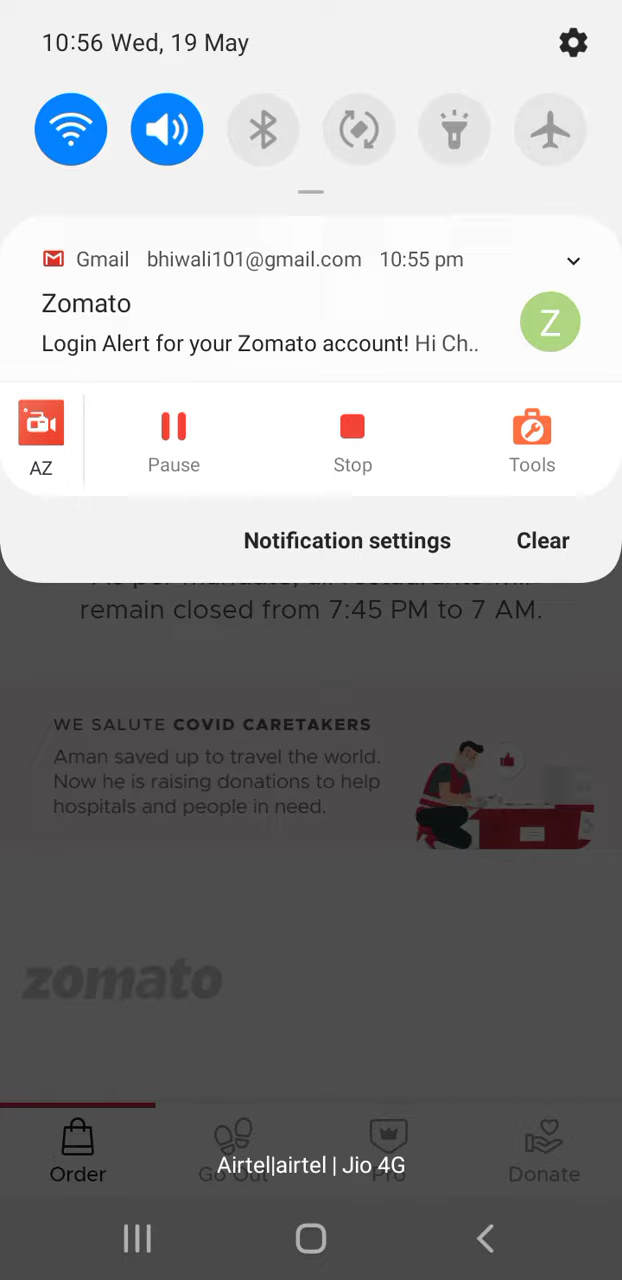 10:56 Wed, 19 May
Gmail bhiwali101@gmail.com 10:55 pm
Zomato
Login Alert for your Zomato account! Hi Ch..
Z
AZ
Pause
Stop
Tools
Notification settings
Clear
remain closed from 7:45 PM to 7 AM.
WE SALUTE COVID CARETAKERS
Aman saved up to travel the world.
Now he is raising donations to help
hospitals and people in need.
zomato
Order
Go Out
Pro
Donate
Airtel|airtel | Jio 4G